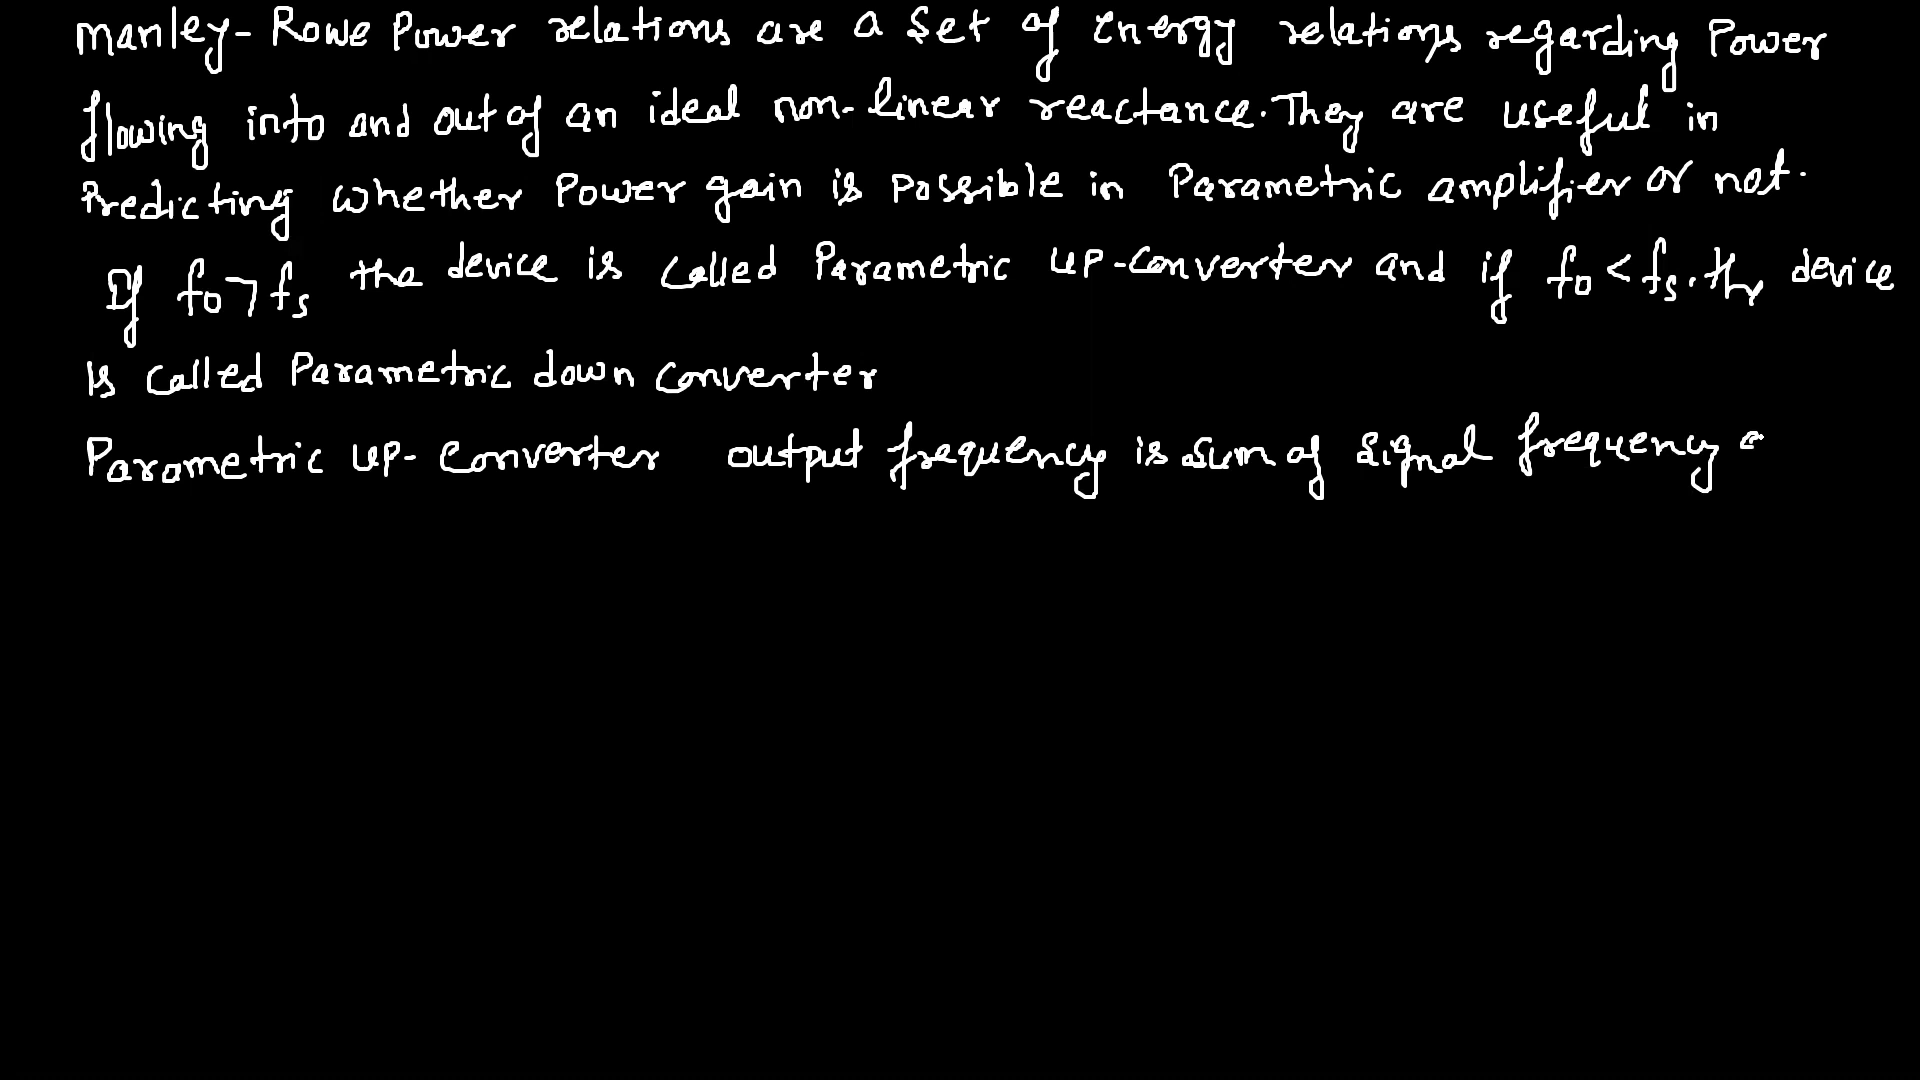 Manley-Rowe Power relations are a set of Energy relations regarding Power
flowing into and out of an ideal non-linear reactance. They are useful in
Predicting whether Power gain is possible in Parametric amplifier or not.
If fo > fs the device is called Parametric UP-converter and if fo < fs. the device
is called Parametric down converter
Parametric UP-Converter output frequency is sum of signal frequency